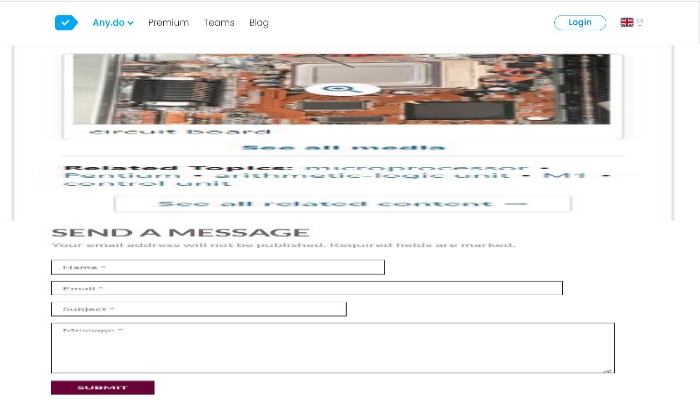 Any.do Premium Teams Blog Login EN
circuit board
See all media
Related Topics: microprocessor •
Pentium • arithmetic-logic unit • M1 •
control unit
See all related content →
SEND A MESSAGE
Your email address will not be published. Required fields are marked.
Name *
Email *
Subject *
Message *
SUBMIT